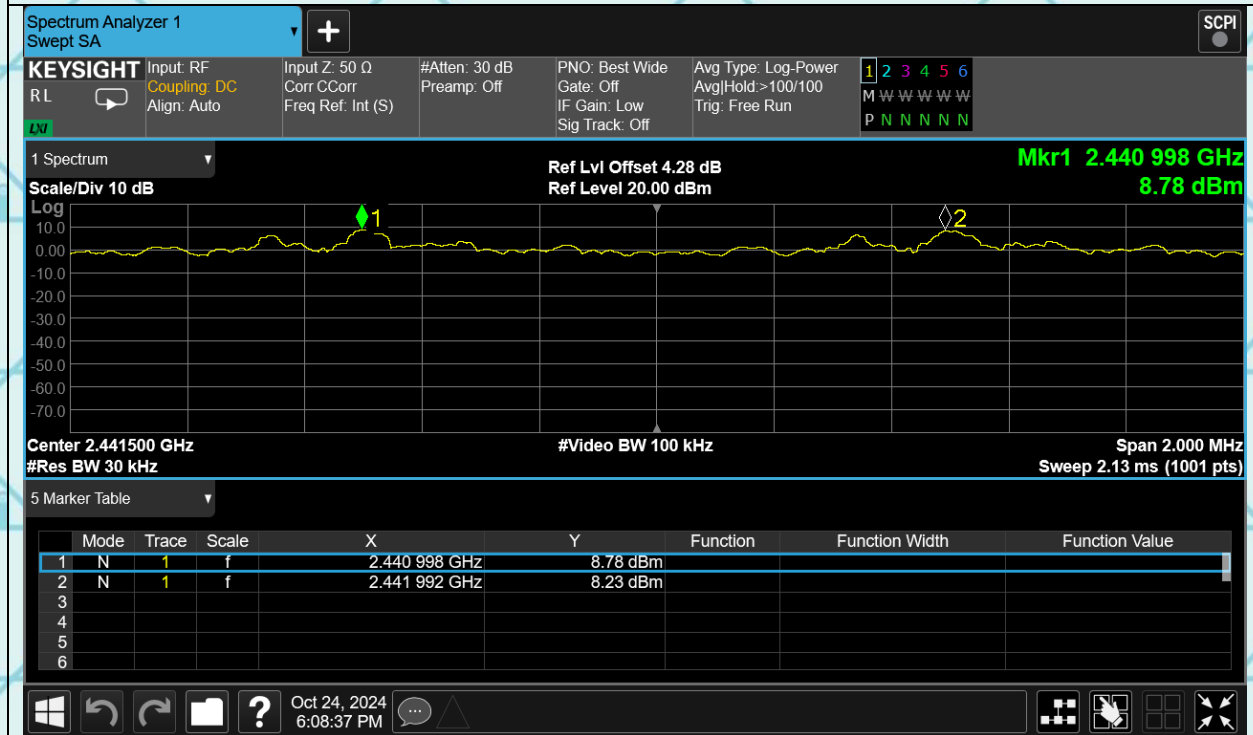 Spectrum Analyzer 1
Swept SA
+
SCPI
KEYSIGHT
R L
LXI
Input: RF
Coupling: DC
Align: Auto
Input Z: 50 Ω
Corr CCorr
Freq Ref: Int (S)
#Atten: 30 dB
Preamp: Off
PNO: Best Wide
Gate: Off
IF Gain: Low
Sig Track: Off
Avg Type: Log-Power
Avg|Hold:>100/100
Trig: Free Run
1 2 3 4 5 6
M W W W W W
P N N N N N
1 Spectrum
Scale/Div 10 dB
Ref Lvl Offset 4.28 dB
Ref Level 20.00 dBm
Mkr1 2.440 998 GHz
8.78 dBm
Log
1
2
10.0
0.00
-10.0
-20.0
-30.0
-40.0
-50.0
-60.0
-70.0
Center 2.441500 GHz
#Video BW 100 kHz
Span 2.000 MHz
#Res BW 30 kHz
Sweep 2.13 ms (1001 pts)
5 Marker Table
Mode Trace Scale X Y Function Function Width Function Value
1 N 1 f 2.440 998 GHz 8.78 dBm
2 N 1 f 2.441 992 GHz 8.23 dBm
3
4
5
6
?
Oct 24, 2024
6:08:37 PM